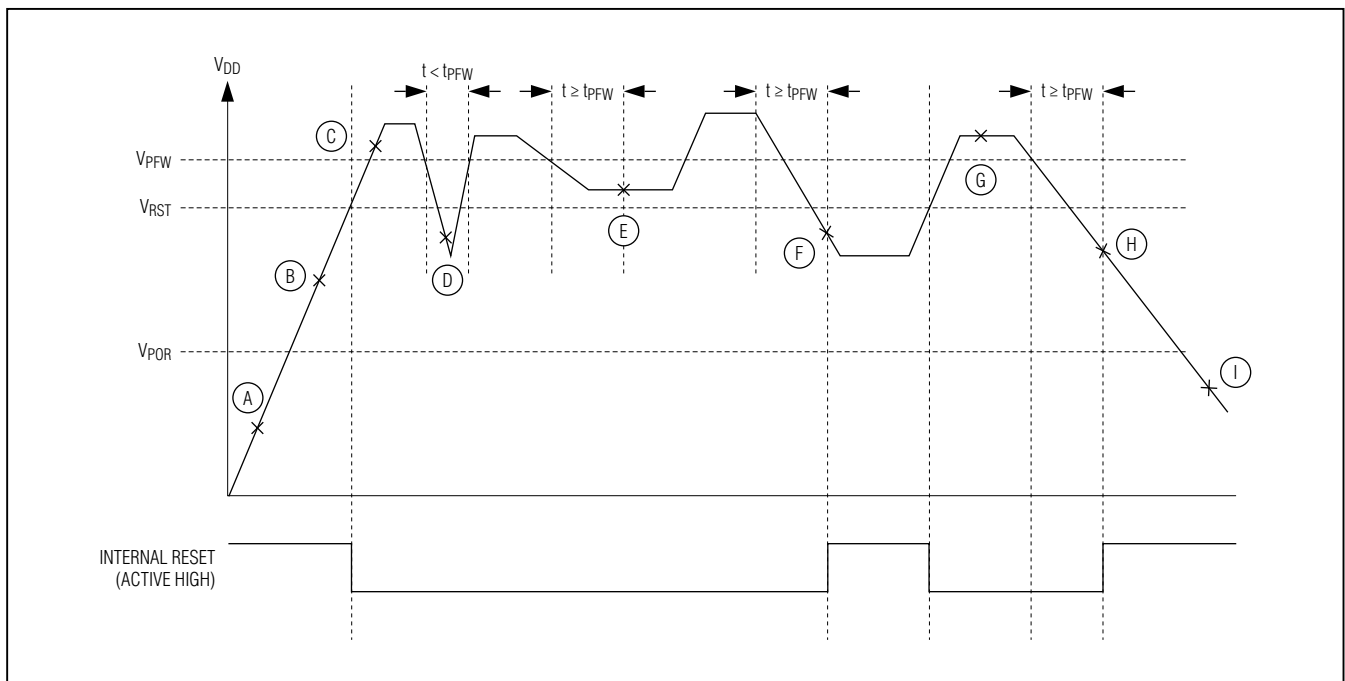 VDD
t < tPFW
t ≥ tPFW
t ≥ tPFW
t ≥ tPFW
C
VPFW
G
VRST
E
F
H
B
D
VPOR
I
A
INTERNAL RESET
(ACTIVE HIGH)